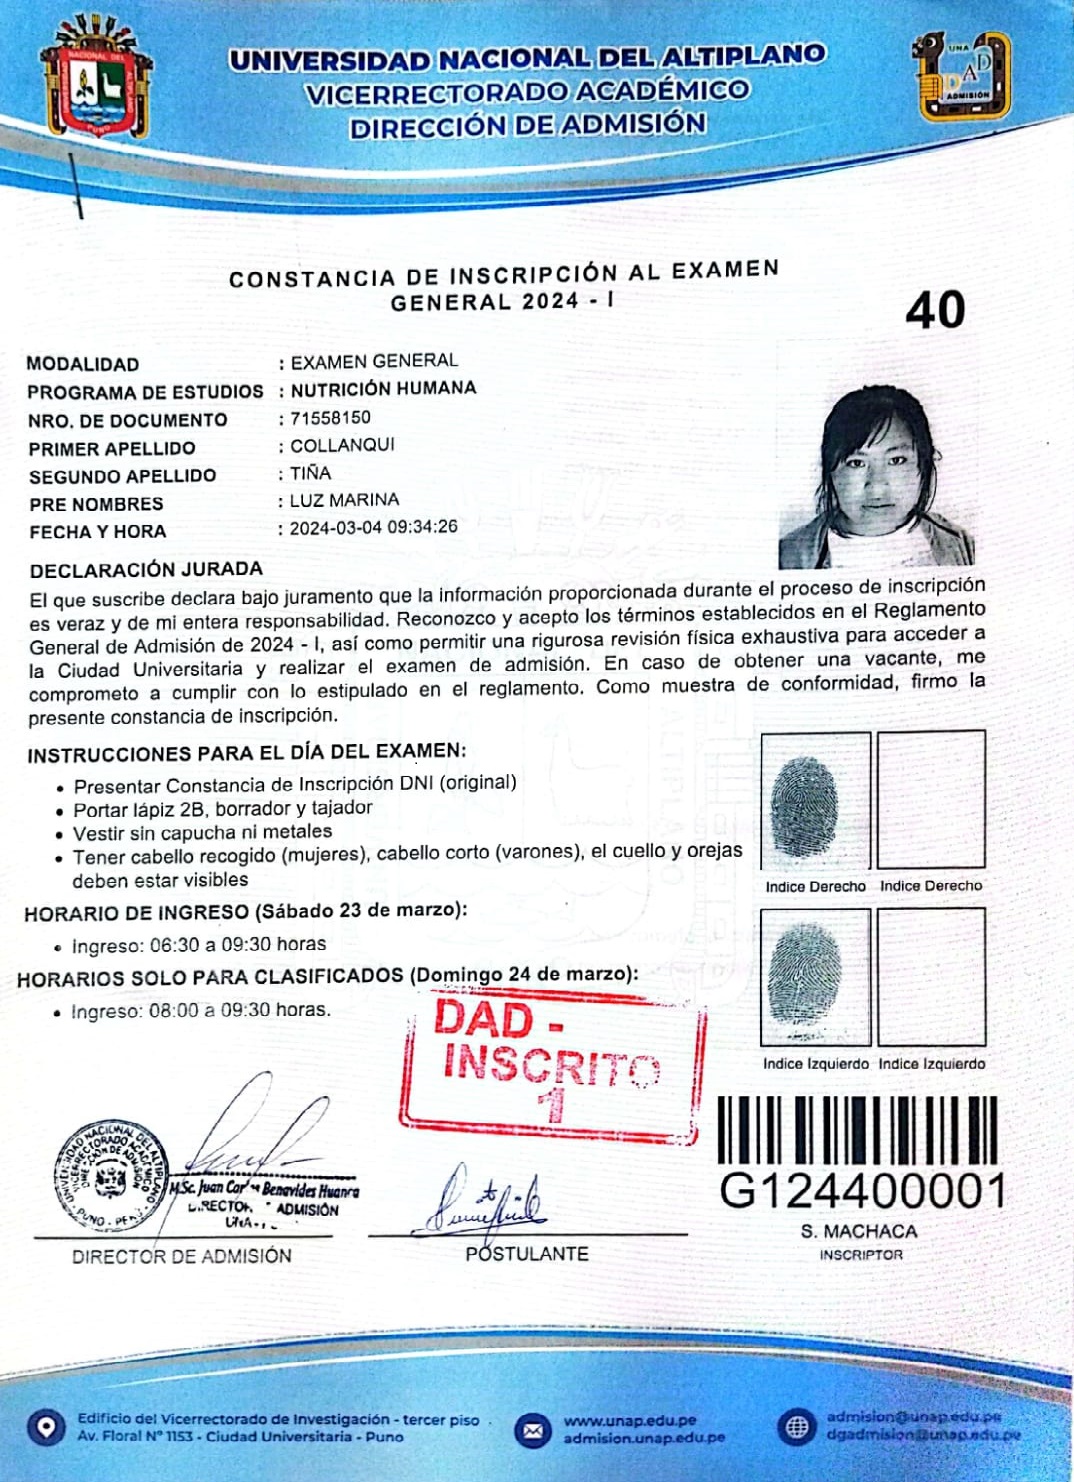 UNIVERSIDAD NACIONAL DEL ALTIPLANO
VICERRECTORADO ACADÉMICO
DIRECCIÓN DE ADMISIÓN
UNA
DAD
ADMISIÓN
PUNO
CONSTANCIA DE INSCRIPCIÓN AL EXAMEN
GENERAL 2024 - I
40
MODALIDAD : EXAMEN GENERAL
PROGRAMA DE ESTUDIOS : NUTRICIÓN HUMANA
NRO. DE DOCUMENTO : 71558150
PRIMER APELLIDO : COLLANQUI
SEGUNDO APELLIDO : TIÑA
PRE NOMBRES : LUZ MARINA
FECHA Y HORA : 2024-03-04 09:34:26
DECLARACIÓN JURADA
El que suscribe declara bajo juramento que la información proporcionada durante el proceso de inscripción
es veraz y de mi entera responsabilidad. Reconozco y acepto los términos establecidos en el Reglamento
General de Admisión de 2024 - I, así como permitir una rigurosa revisión física exhaustiva para acceder a
la Ciudad Universitaria y realizar el examen de admisión. En caso de obtener una vacante, me
comprometo a cumplir con lo estipulado en el reglamento. Como muestra de conformidad, firmo la
presente constancia de inscripción.
INSTRUCCIONES PARA EL DÍA DEL EXAMEN:
• Presentar Constancia de Inscripción DNI (original)
• Portar lápiz 2B, borrador y tajador
• Vestir sin capucha ni metales
• Tener cabello recogido (mujeres), cabello corto (varones), el cuello y orejas
deben estar visibles
Indice Derecho Indice Derecho
HORARIO DE INGRESO (Sábado 23 de marzo):
• Ingreso: 06:30 a 09:30 horas
HORARIOS SOLO PARA CLASIFICADOS (Domingo 24 de marzo):
• Ingreso: 08:00 a 09:30 horas.
Indice Izquierdo Indice Izquierdo
DAD -
INSCRITO
1
UNIVERSIDAD NACIONAL DEL ALTIPLANO
VICERRECTORADO ACADÉMICO
DIRECCIÓN DE ADMISIÓN
PUNO - PERÚ
M.Sc. Juan Benavides Huanca
ADMISIÓN
DIRECTOR DE ADMISIÓN
POSTULANTE
G124400001
S. MACHACA
INSCRIPTOR
Edificio del Vicerrectorado de Investigación - tercer piso
Av. Floral N° 1153 - Ciudad Universitaria - Puno
www.unap.edu.pe
admision.unap.edu.pe
admision@unap.edu.pe
dgadmision@unap.edu.pe